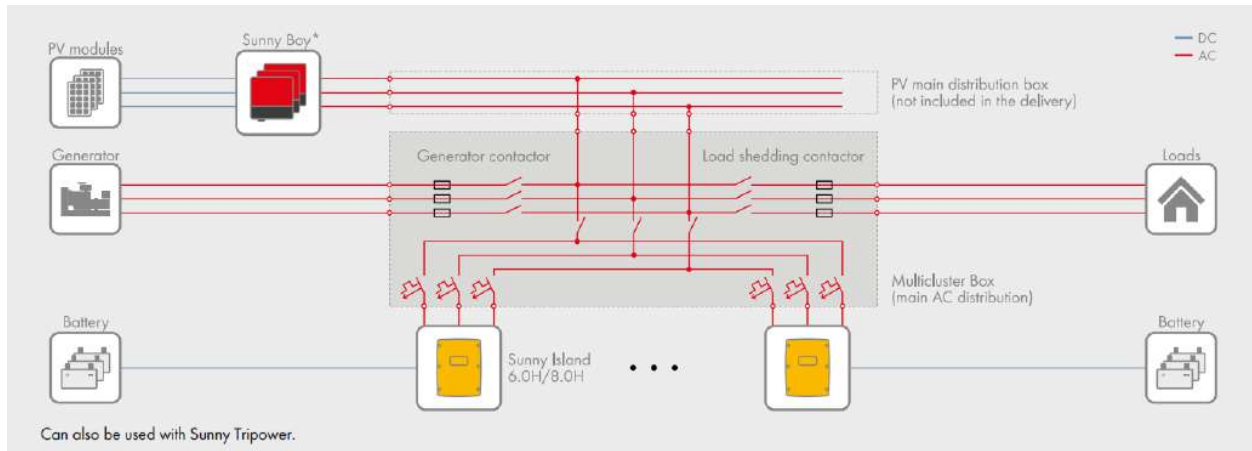 PV modules
Sunny Boy*
DC
AC
PV main distribution box
(not included in the delivery)
Generator
Generator contactor
Load shedding contactor
Loads
Multicluster Box
(main AC distribution)
Battery
Sunny Island
6.0H/8.0H
• • •
Battery
Can also be used with Sunny Tripower.